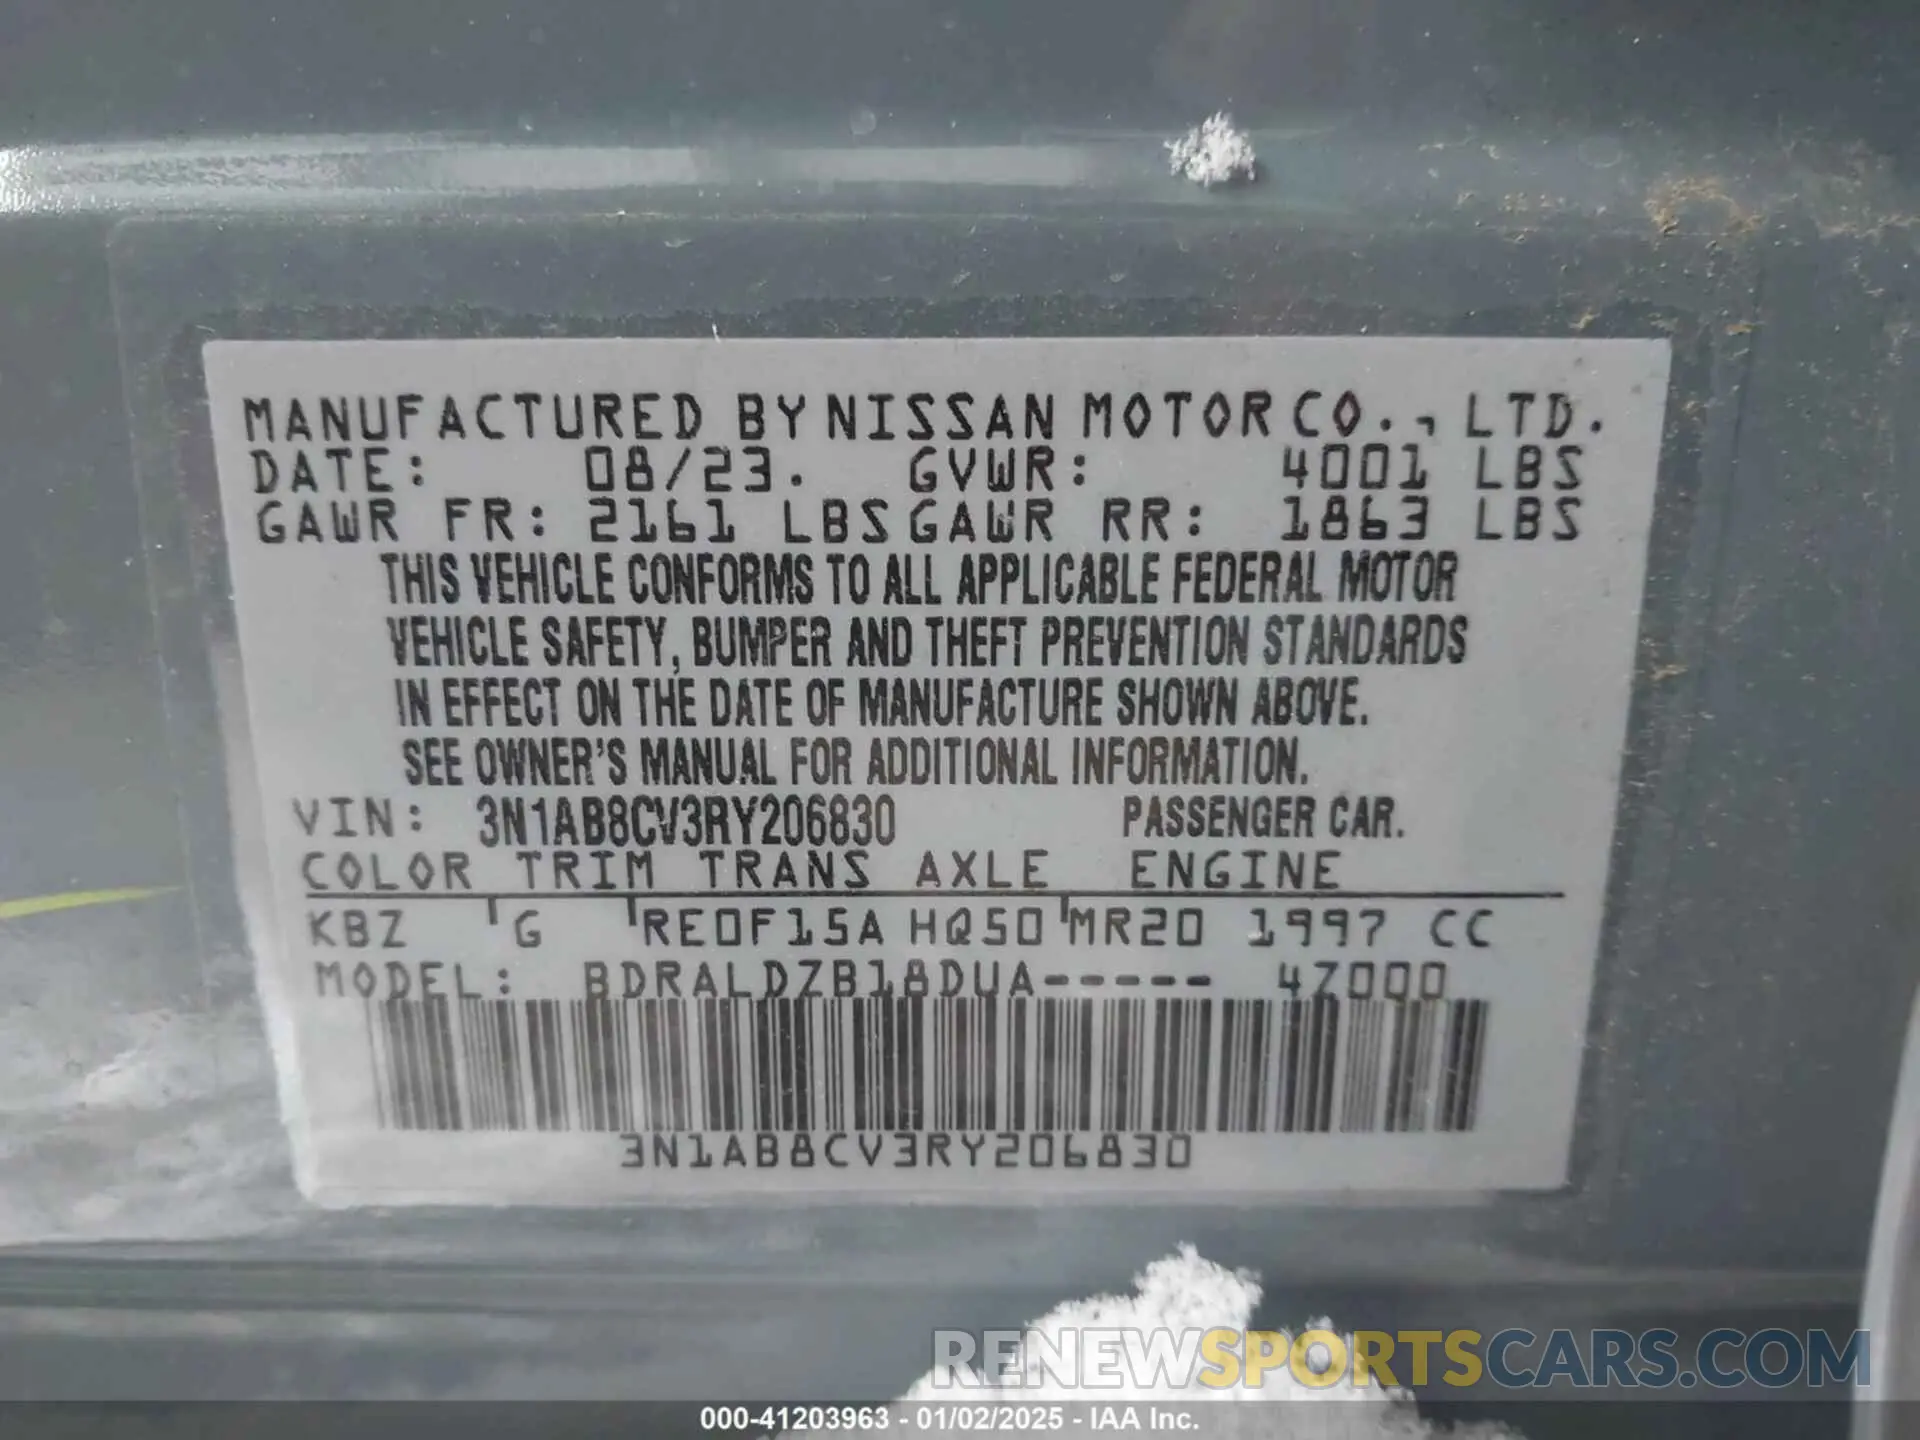 MANUFACTURED BY NISSAN MOTOR CO., LTD.
DATE: 08/23. GVWR: 4001 LBS
GAWR FR: 2161 LBS GAWR RR: 1863 LBS
THIS VEHICLE CONFORMS TO ALL APPLICABLE FEDERAL MOTOR
VEHICLE SAFETY, BUMPER AND THEFT PREVENTION STANDARDS
IN EFFECT ON THE DATE OF MANUFACTURE SHOWN ABOVE.
SEE OWNER'S MANUAL FOR ADDITIONAL INFORMATION.
VIN: 3N1AB8CV3RY206830 PASSENGER CAR.
COLOR TRIM TRANS AXLE ENGINE
KBZ G RE0F15A HQ50 MR20 1997 CC
MODEL: BDRALDZB18DUA----- 4Z000
3N1AB8CV3RY206830
RENEWSPORTSCARS.COM
000-41203963 - 01/02/2025 - IAA Inc.